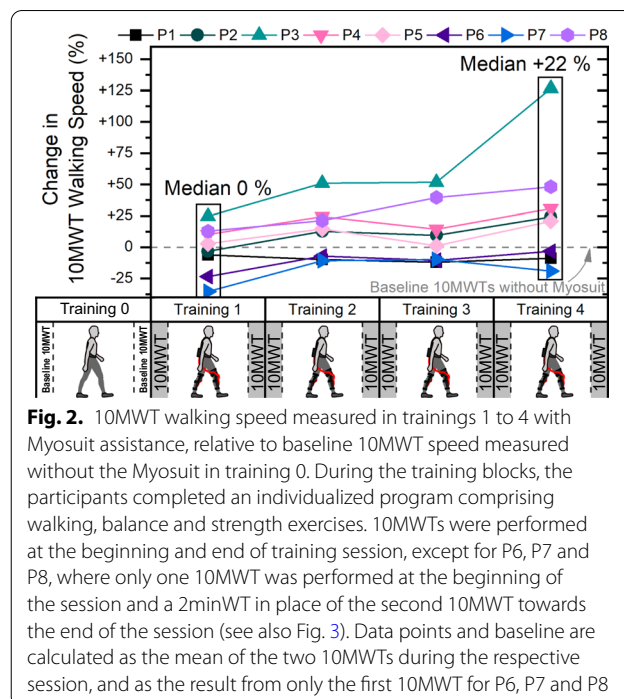 P1 P2 P3 P4 P5 P6 P7 P8
Change in
10MWT Walking Speed (%)
+150
+125
+100
+75
+50
+25
0
-25
Median 0 %
Median +22 %
Baseline 10MWTs without Myosuit
Training 0 Training 1 Training 2 Training 3 Training 4
Baseline 10MWT Baseline 10MWT 10MWT 10MWT 10MWT 10MWT 10MWT 10MWT 10MWT 10MWT
Fig. 2. 10MWT walking speed measured in trainings 1 to 4 with
Myosuit assistance, relative to baseline 10MWT speed measured
without the Myosuit in training 0. During the training blocks, the
participants completed an individualized program comprising
walking, balance and strength exercises. 10MWTs were performed
at the beginning and end of training session, except for P6, P7 and
P8, where only one 10MWT was performed at the beginning of
the session and a 2minWT in place of the second 10MWT towards
the end of the session (see also Fig. 3). Data points and baseline are
calculated as the mean of the two 10MWTs during the respective
session, and as the result from only the first 10MWT for P6, P7 and P8